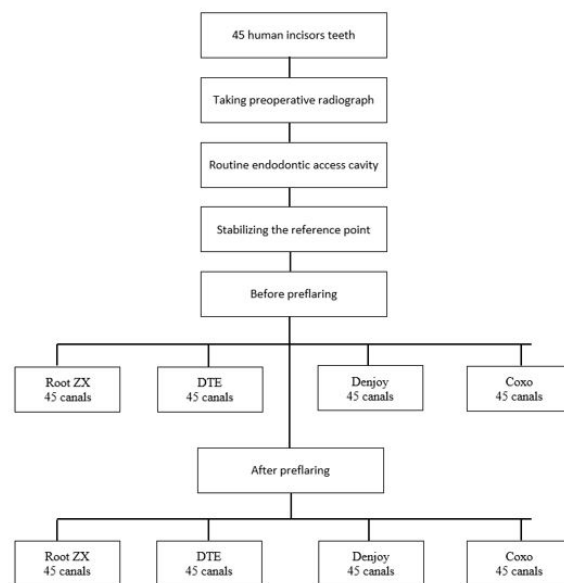 45 human incisors teeth
Taking preoperative radiograph
Routine endodontic access cavity
Stabilizing the reference point
Before preflaring
Root ZX
45 canals
DTE
45 canals
Denjoy
45 canals
Coxo
45 canals
After preflaring
Root ZX
45 canals
DTE
45 canals
Denjoy
45 canals
Coxo
45 canals